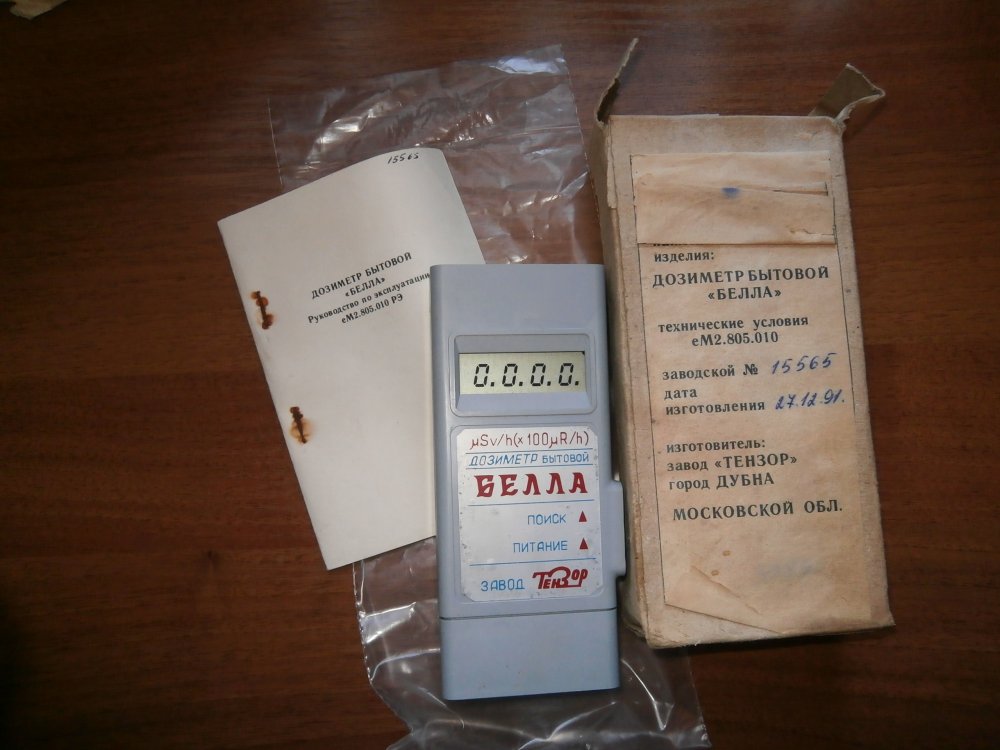 15565
ДОЗИМЕТР БЫТОВОЙ
«БЕЛЛА»
Руководство по эксплуатации
еМ2.805.010 РЭ
0.0.0.0.
µSv/h(×100µR/h)
ДОЗИМЕТР БЫТОВОЙ
БЕЛЛА
ПОИСК ▲
ПИТАНИЕ ▲
ЗАВОД ТЕНЗОР
изделия:
ДОЗИМЕТР БЫТОВОЙ
«БЕЛЛА»
технические условия
еМ2.805.010
заводской № 15565
дата
изготовления 27.12.91.
изготовитель:
завод «ТЕНЗОР»
город ДУБНА
МОСКОВСКОЙ ОБЛ.